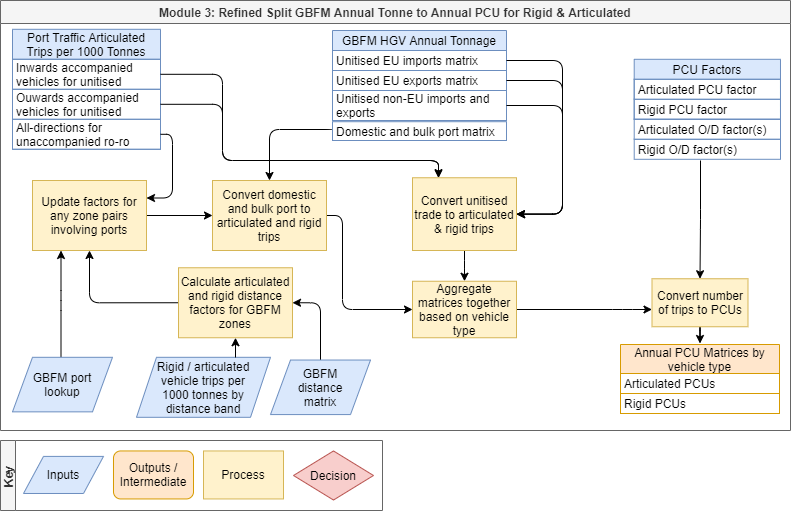 Module 3: Refined Split GBFM Annual Tonne to Annual PCU for Rigid & Articulated
Port Traffic Articulated
Trips per 1000 Tonnes
Inwards accompanied
vehicles for unitised
Ouwards accompanied
vehicles for unitised
All-directions for
unaccompanied ro-ro
GBFM HGV Annual Tonnage
Unitised EU imports matrix
Unitised EU exports matrix
Unitised non-EU imports and
exports
Domestic and bulk port matrix
PCU Factors
Articulated PCU factor
Rigid PCU factor
Articulated O/D factor(s)
Rigid O/D factor(s)
Update factors for
any zone pairs
involving ports
Convert domestic
and bulk port to
articulated and rigid
trips
Convert unitised
trade to articulated
& rigid trips
Calculate articulated
and rigid distance
factors for GBFM
zones
Aggregate
matrices together
based on vehicle
type
Convert number
of trips to PCUs
GBFM port
lookup
Rigid / articulated
vehicle trips per
1000 tonnes by
distance band
GBFM
distance
matrix
Annual PCU Matrices by
vehicle type
Articulated PCUs
Rigid PCUs
Key
Inputs
Outputs /
Intermediate
Process
Decision